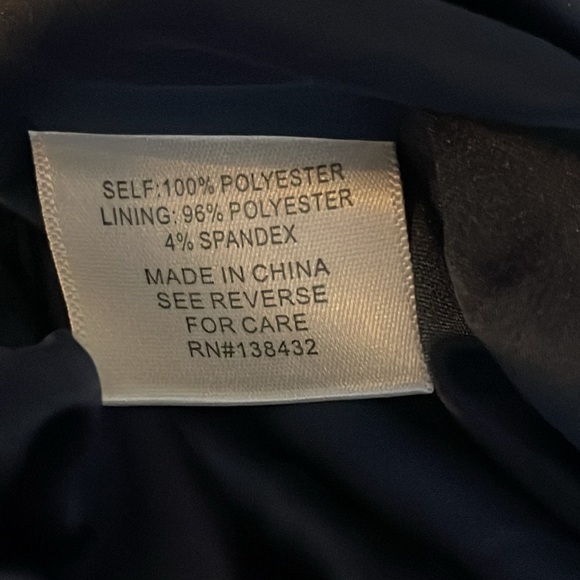 SELF:100% POLYESTER
LINING: 96% POLYESTER
4% SPANDEX
MADE IN CHINA
SEE REVERSE
FOR CARE
RN#138432